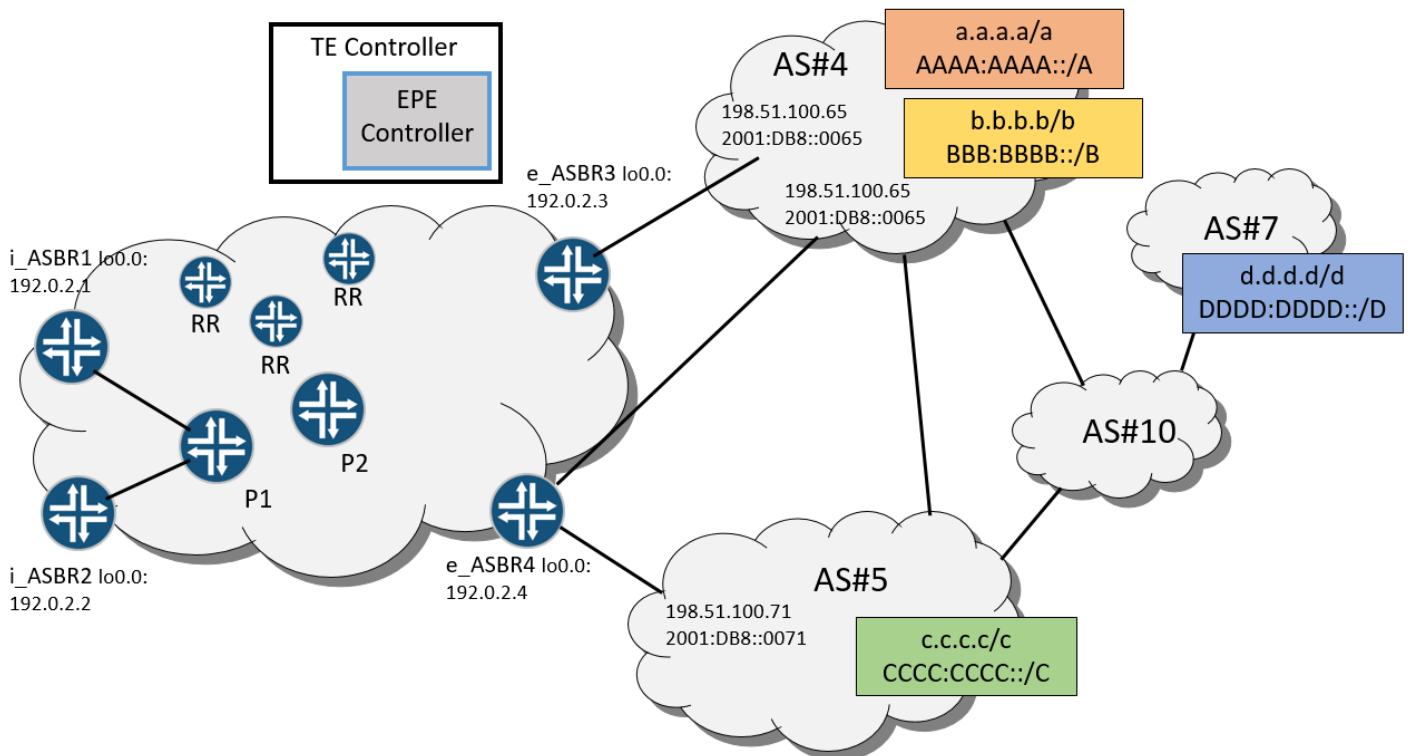 TE Controller
EPE
Controller
AS#4
a.a.a.a/a
AAAA:AAAA::/A
198.51.100.65
2001:DB8::0065
b.b.b.b/b
BBB:BBBB::/B
e_ASBR3 lo0.0:
192.0.2.3
198.51.100.65
2001:DB8::0065
AS#7
d.d.d.d/d
DDDD:DDDD::/D
i_ASBR1 lo0.0:
192.0.2.1
RR
RR
RR
AS#10
P2
P1
i_ASBR2 lo0.0:
192.0.2.2
e_ASBR4 lo0.0:
192.0.2.4
AS#5
198.51.100.71
2001:DB8::0071
c.c.c.c/c
CCCC:CCCC::/C